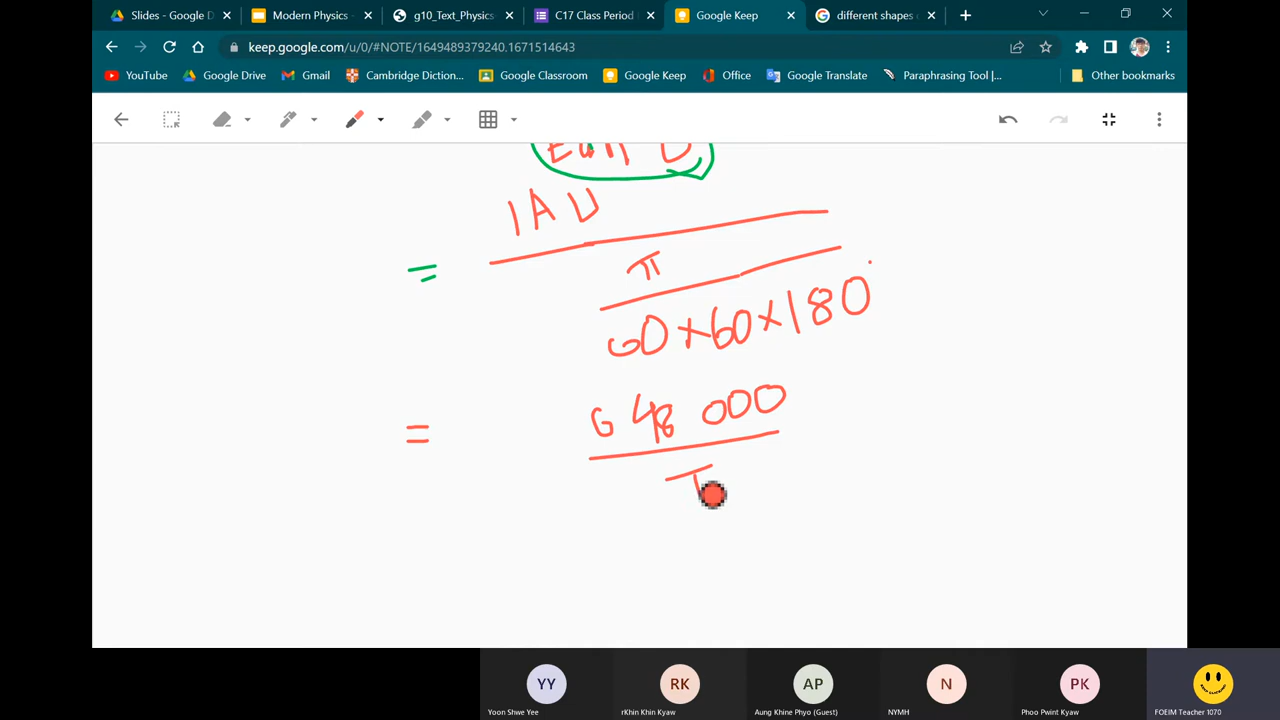 Slides - Google D
Modern Physics -
g10_Text_Physics
C17 Class Period
Google Keep
different shapes
keep.google.com/u/0/#NOTE/1649489379240.1671514643
YouTube
Google Drive
Gmail
Cambridge Diction...
Google Classroom
Google Keep
Office
Google Translate
Paraphrasing Tool |...
Other bookmarks
1AU
=
π
60×60×180
=
648 000
YY
RK
AP
N
PK
Yoon Shwe Yee
rKhin Khin Kyaw
Aung Khine Phyo (Guest)
NYMH
Phoo Pwint Kyaw
FOEIM Teacher 1070